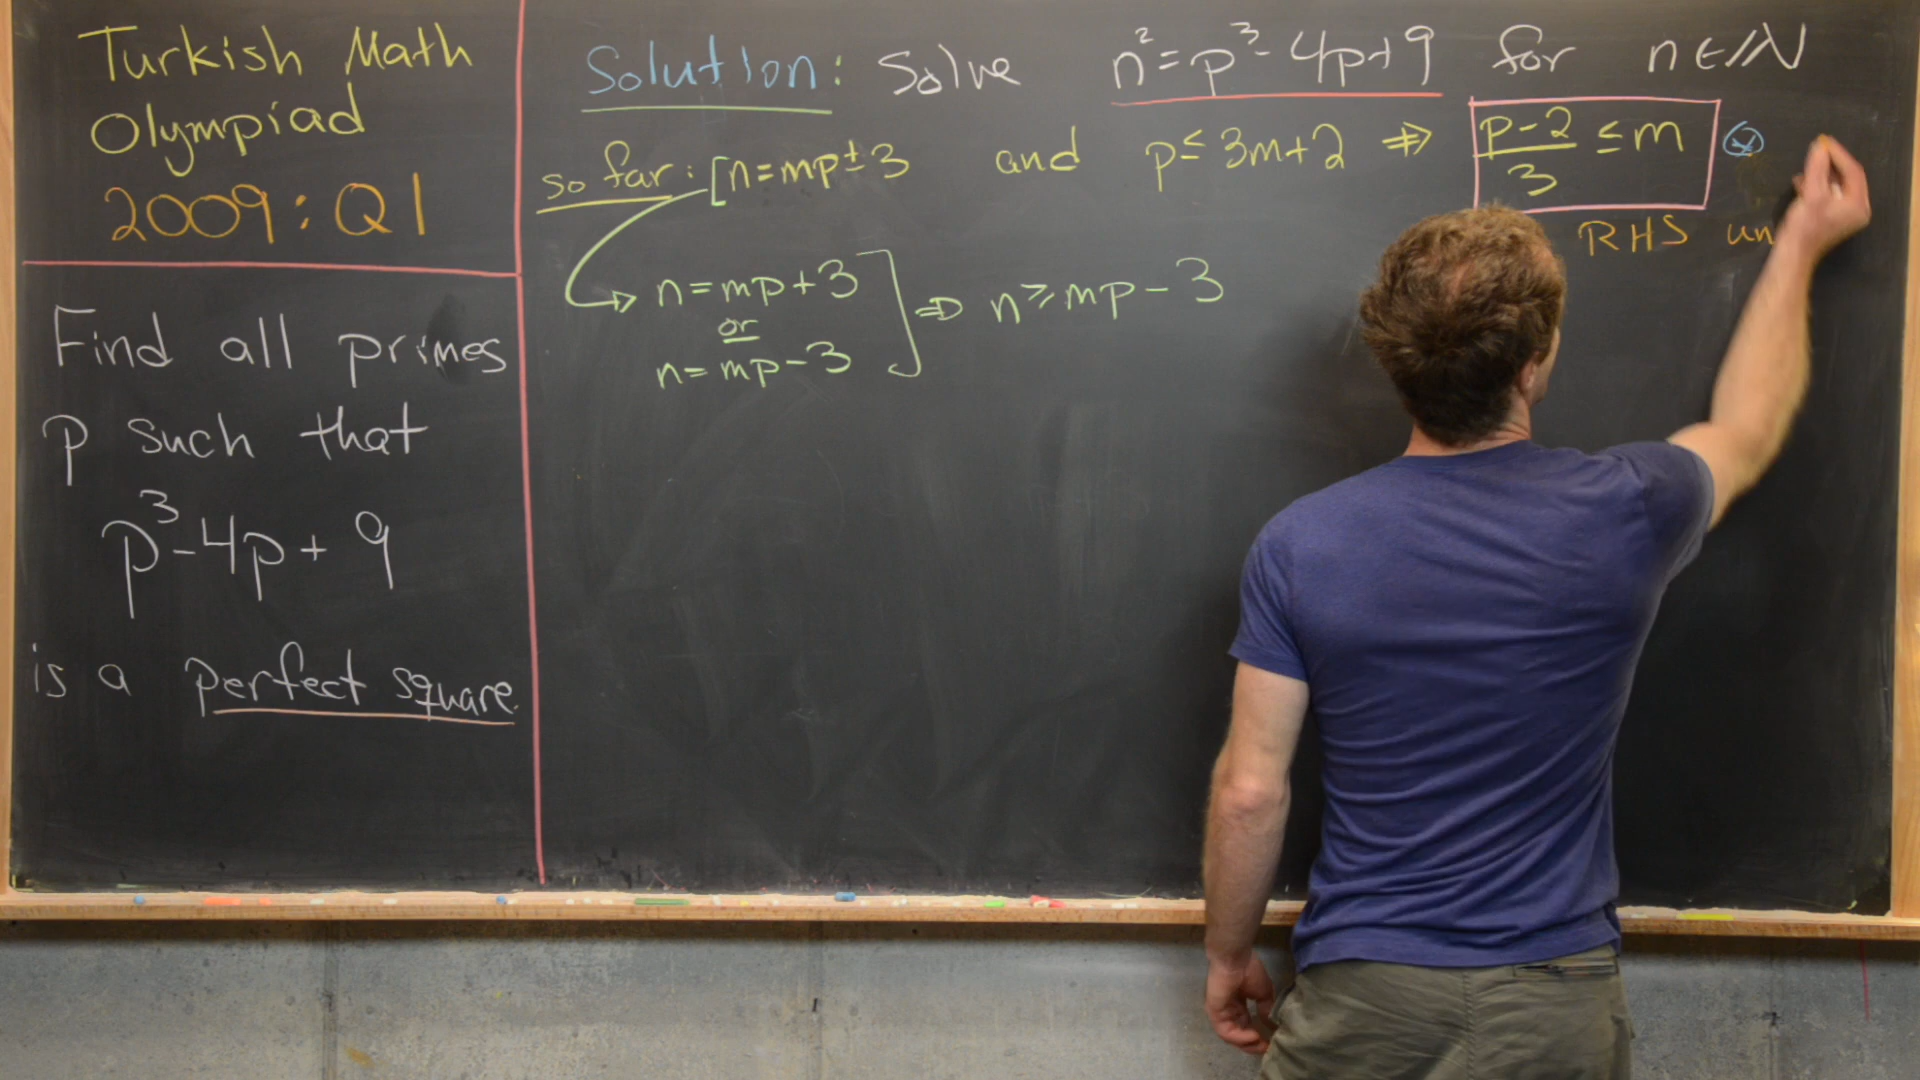 Turkish Math
Olympiad
2009: Q1
Find all primes
p such that
p³-4p+9
is a perfect square.
Solution: Solve n²=p³-4p+9 for n∈ℕ
so far: [n=mp±3 and p≤3m+2 ⇒ p-2/3 ≤m
RHS un
n=mp+3
or
n=mp-3
⇒ n≥mp-3